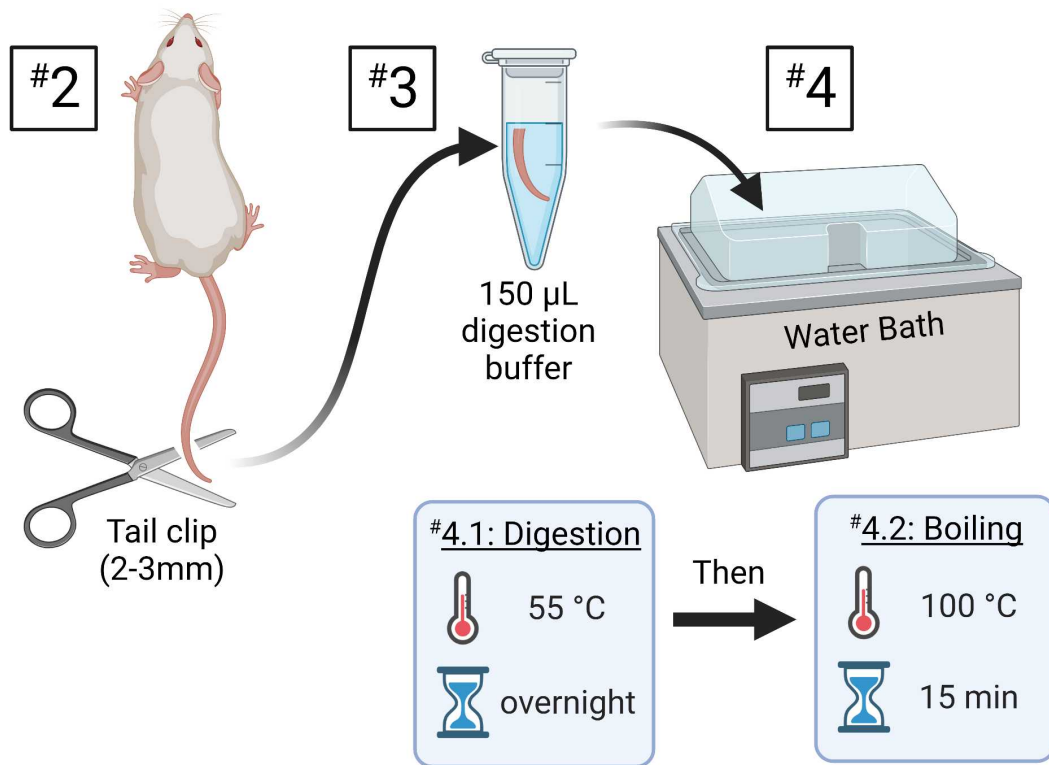 #2
#3
#4
150 µL
digestion
buffer
Water Bath
Tail clip
(2-3mm)
#4.1: Digestion
55 °C
overnight
Then
#4.2: Boiling
100 °C
15 min